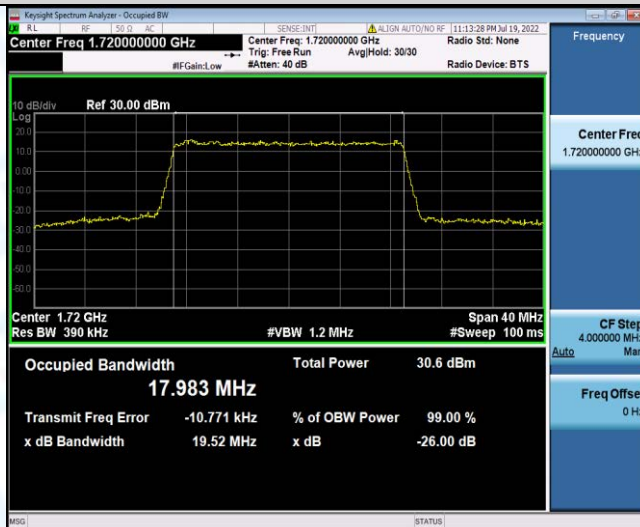 Keysight Spectrum Analyzer - Occupied BW
RL RF 50 Ω AC SENSE:INT ALIGN AUTO/NO RF 11:13:28 PM Jul 19, 2022
Center Freq 1.720000000 GHz
Center Freq: 1.720000000 GHz
Radio Std: None
Trig: Free Run Avg|Hold: 30/30
#IFGain:Low #Atten: 40 dB Radio Device: BTS
Frequency
10 dB/div Ref 30.00 dBm
Log
20.0
10.0
0.00
-10.0
-20.0
-30.0
-40.0
-50.0
-60.0
Center Freq
1.720000000 GHz
Center 1.72 GHz Span 40 MHz
Res BW 390 kHz #VBW 1.2 MHz #Sweep 100 ms
CF Step
4.000000 MHz
Auto Man
Occupied Bandwidth Total Power 30.6 dBm
17.983 MHz
Transmit Freq Error -10.771 kHz % of OBW Power 99.00 %
x dB Bandwidth 19.52 MHz x dB -26.00 dB
Freq Offset
0 Hz
MSG STATUS